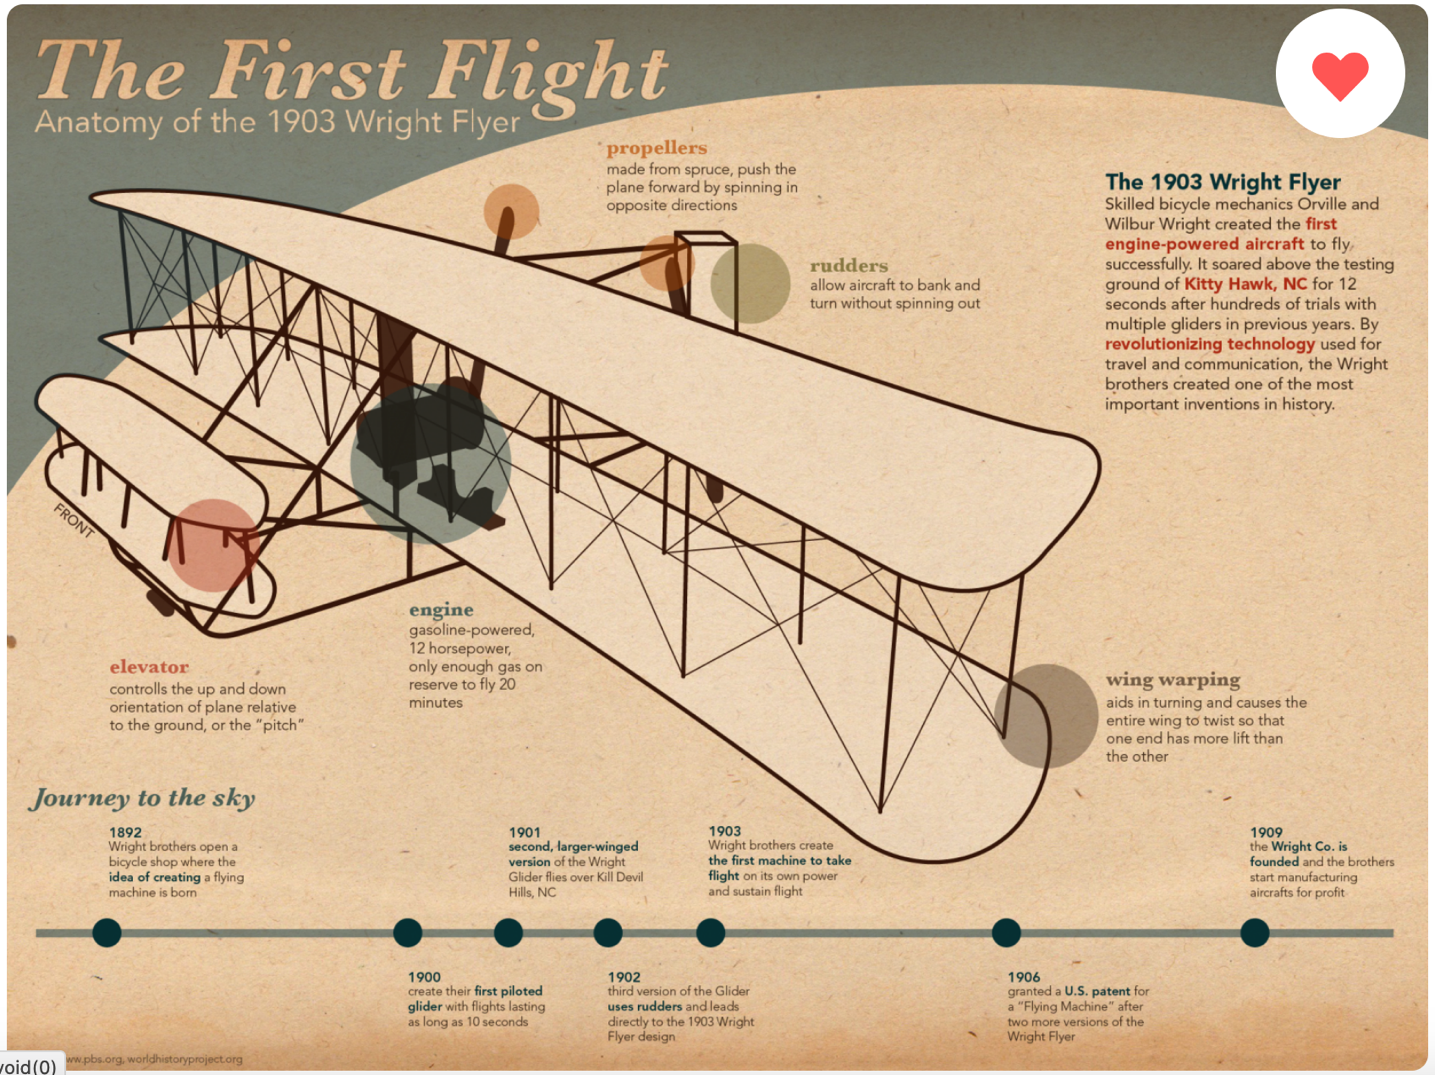 The First Flight
Anatomy of the 1903 Wright Flyer
propellers
made from spruce, push the
plane forward by spinning in
opposite directions
rudders
allow aircraft to bank and
turn without spinning out
The 1903 Wright Flyer
Skilled bicycle mechanics Orville and
Wilbur Wright created the first
engine-powered aircraft to fly
successfully. It soared above the testing
ground of Kitty Hawk, NC for 12
seconds after hundreds of trials with
multiple gliders in previous years. By
revolutionizing technology used for
travel and communication, the Wright
brothers created one of the most
important inventions in history.
FRONT
engine
gasoline-powered,
12 horsepower,
only enough gas on
reserve to fly 20
minutes
elevator
controlls the up and down
orientation of plane relative
to the ground, or the “pitch”
wing warping
aids in turning and causes the
entire wing to twist so that
one end has more lift than
the other
Journey to the sky
1892
Wright brothers open a
bicycle shop where the
idea of creating a flying
machine is born
1900
create their first piloted
glider with flights lasting
as long as 10 seconds
1901
second, larger-winged
version of the Wright
Glider flies over Kill Devil
Hills, NC
1902
third version of the Glider
uses rudders and leads
directly to the 1903 Wright
Flyer design
1903
Wright brothers create
the first machine to take
flight on its own power
and sustain flight
1906
granted a U.S. patent for
a “Flying Machine” after
two more versions of the
Wright Flyer
1909
the Wright Co. is
founded and the brothers
start manufacturing
aircrafts for profit
ww.pbs.org, worldhistoryproject.org
void(0)